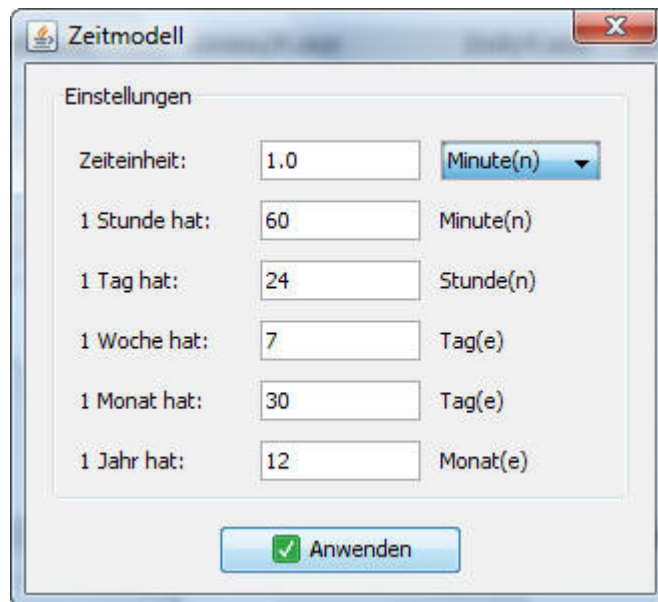 Zeitmodell
Einstellungen
Zeiteinheit: 1.0 Minute(n)
1 Stunde hat: 60 Minute(n)
1 Tag hat: 24 Stunde(n)
1 Woche hat: 7 Tag(e)
1 Monat hat: 30 Tag(e)
1 Jahr hat: 12 Monat(e)
Anwenden